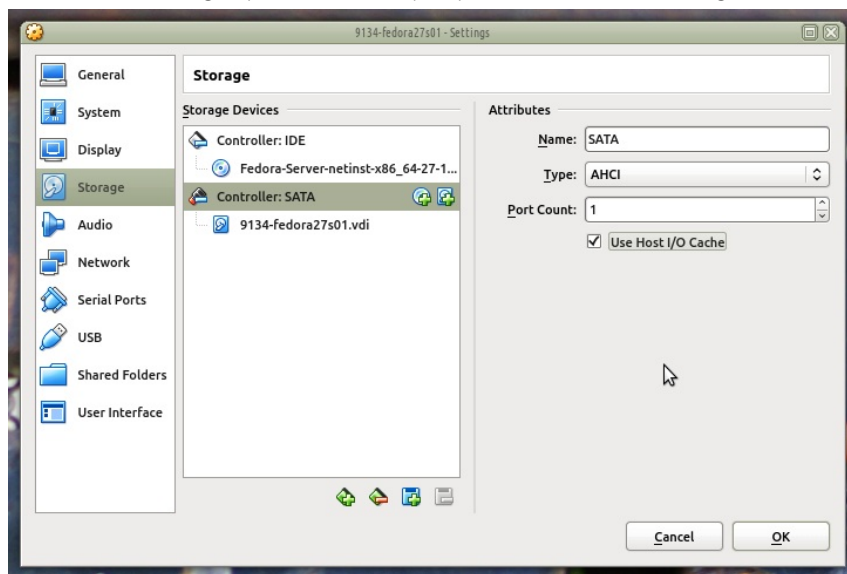 9134-fedora27s01 - Settings
General
System
Display
Storage
Audio
Network
Serial Ports
USB
Shared Folders
User Interface
Storage
Storage Devices
Controller: IDE
Fedora-Server-netinst-x86_64-27-1...
Controller: SATA
9134-fedora27s01.vdi
Attributes
Name: SATA
Type: AHCI
Port Count: 1
Use Host I/O Cache
Cancel OK